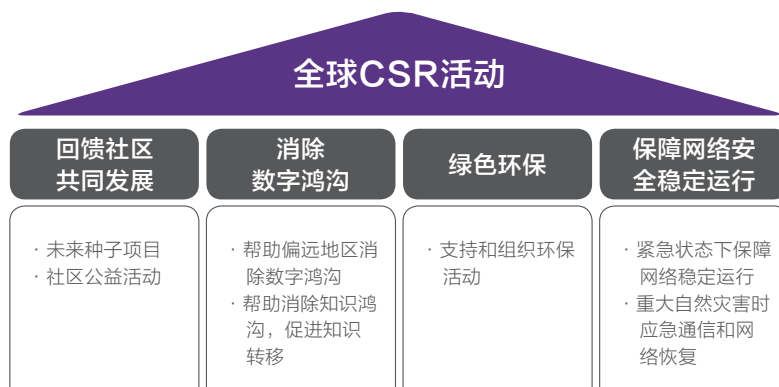 全球CSR活动
回馈社区
共同发展
· 未来种子项目
· 社区公益活动
消除
数字鸿沟
· 帮助偏远地区消
除数字鸿沟
· 帮助消除知识鸿
沟，促进知识
转移
绿色环保
· 支持和组织环保
活动
保障网络安
全稳定运行
· 紧急状态下保障
网络稳定运行
· 重大自然灾害时
应急通信和网
络恢复